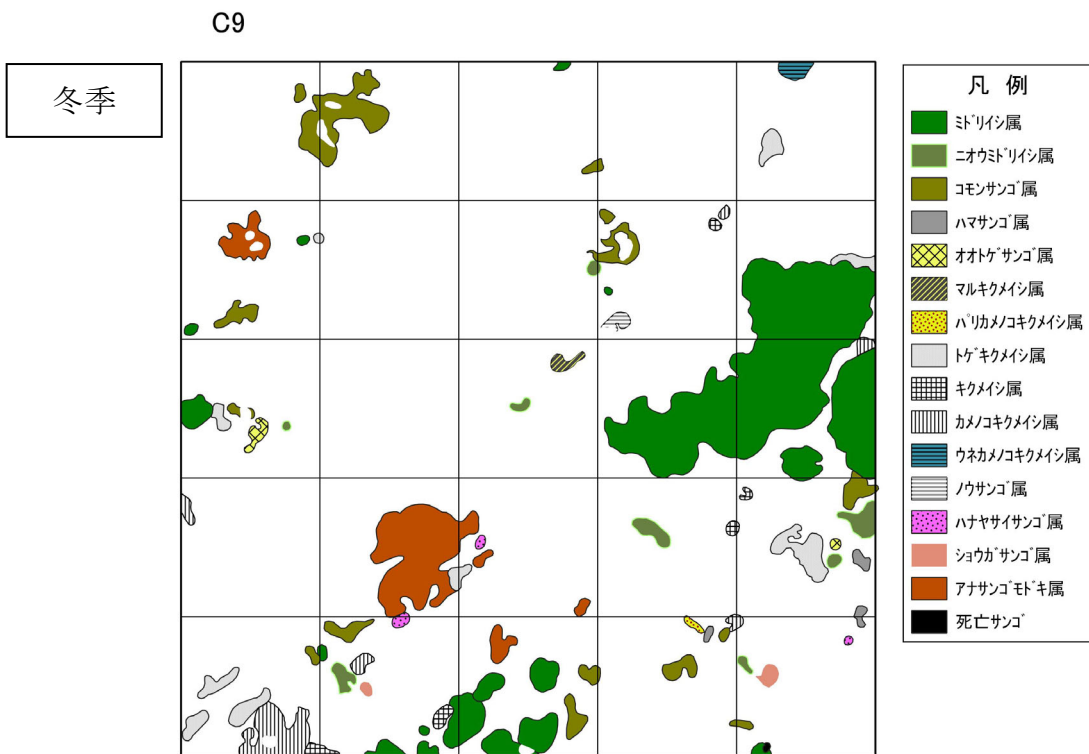 C9
冬季
凡 例
ミドリイシ属
ニオウミドリイシ属
コモンサンゴ属
ハマサンゴ属
オオトゲサンゴ属
マルキクメイシ属
パリカメノコキクメイシ属
トゲキクメイシ属
キクメイシ属
カメノコキクメイシ属
ウネカメノコキクメイシ属
ノウサンゴ属
ハナヤサイサンゴ属
ショウガサンゴ属
アナサンゴモドキ属
死亡サンゴ